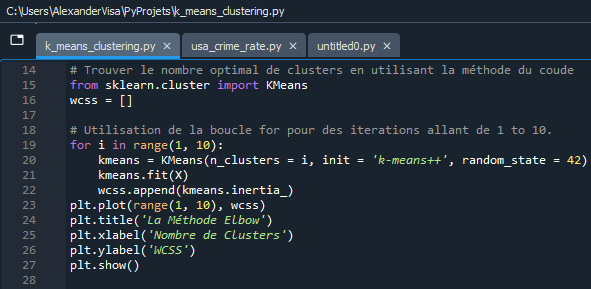 C:\Users\AlexanderVisa\PyProjets\k_means_clustering.py
k_means_clustering.py × usa_crime_rate.py × untitled0.py ×
14 # Trouver le nombre optimal de clusters en utilisant la méthode du coude
15 from sklearn.cluster import KMeans
16 wcss = []
17
18 # Utilisation de la boucle for pour des iterations allant de 1 to 10.
19 for i in range(1, 10):
20 kmeans = KMeans(n_clusters = i, init = 'k-means++', random_state = 42)
21 kmeans.fit(X)
22 wcss.append(kmeans.inertia_)
23 plt.plot(range(1, 10), wcss)
24 plt.title('La Méthode Elbow')
25 plt.xlabel('Nombre de Clusters')
26 plt.ylabel('WCSS')
27 plt.show()
28